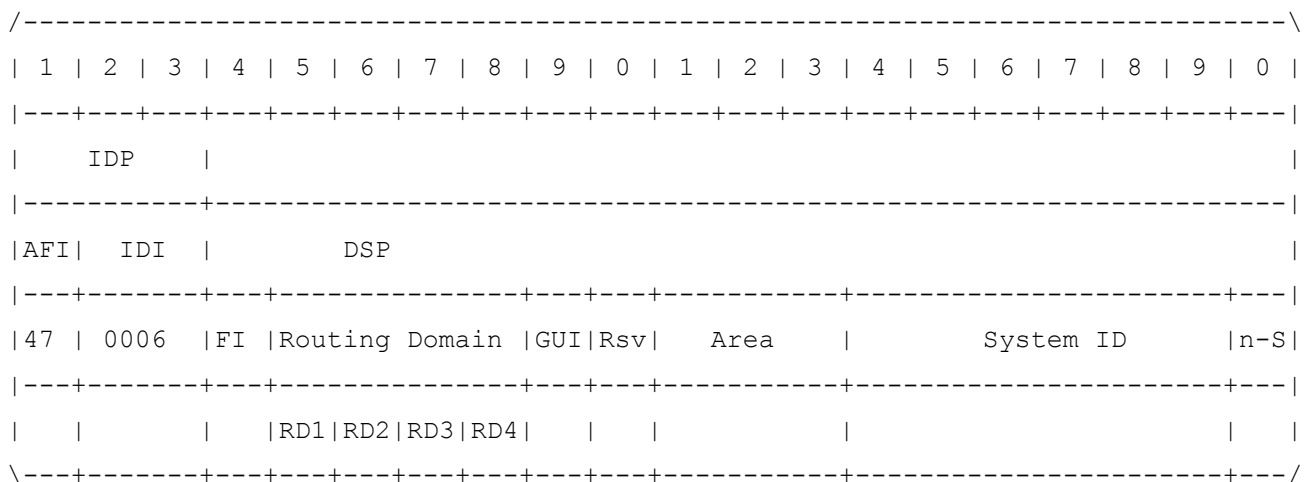 /-------------------------------------------------------------------------------\
| 1 | 2 | 3 | 4 | 5 | 6 | 7 | 8 | 9 | 0 | 1 | 2 | 3 | 4 | 5 | 6 | 7 | 8 | 9 | 0 |
|---+---+---+---+---+---+---+---+---+---+---+---+---+---+---+---+---+---+---+---|
|    IDP    |                                                                   |
|-----------+-------------------------------------------------------------------|
|AFI|  IDI  |        DSP                                                        |
|---+-------+---+---------------+---+---+-----------+-----------------------+---|
|47 | 0006  |FI |Routing Domain |GUI|Rsv|   Area    |        System ID      |n-S|
|---+-------+---+---------------+---+---+-----------+-----------------------+---|
|   |       |   |RD1|RD2|RD3|RD4|   |   |           |                       |   |
\---+-------+---+---+---+---+---+---+---+-----------+-----------------------+---/